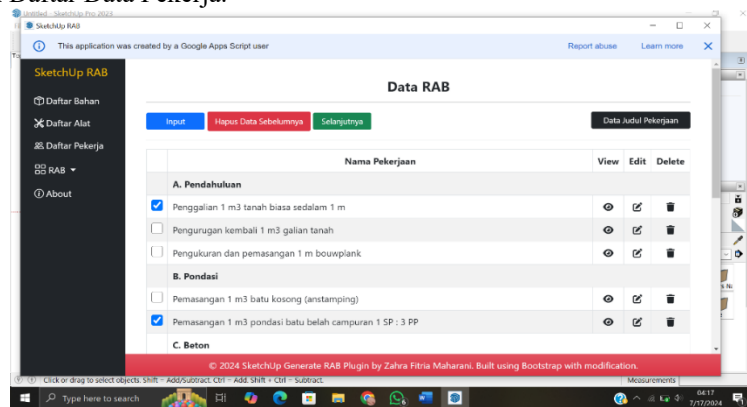 Daftar Data Pekerja.
Untitled - SketchUp Pro 2023
SketchUp RAB
This application was created by a Google Apps Script user
Report abuse
Learn more
SketchUp RAB
Data RAB
Daftar Bahan
Daftar Alat
Daftar Pekerja
RAB
About
Input
Hapus Data Sebelumnya
Selanjutnya
Data Judul Pekerjaan
Nama Pekerjaan View Edit Delete
A. Pendahuluan
Penggalian 1 m3 tanah biasa sedalam 1 m
Pengurugan kembali 1 m3 galian tanah
Pengukuran dan pemasangan 1 m bouwplank
B. Pondasi
Pemasangan 1 m3 batu kosong (anstamping)
Pemasangan 1 m3 pondasi batu belah campuran 1 SP : 3 PP
C. Beton
© 2024 SketchUp Generate RAB Plugin by Zahra Fitria Maharani. Built using Bootstrap with modification.
Click or drag to select objects. Shift = Add/Subtract. Ctrl = Add. Shift + Ctrl = Subtract.
Measurements
Type here to search
04:17
7/17/2024